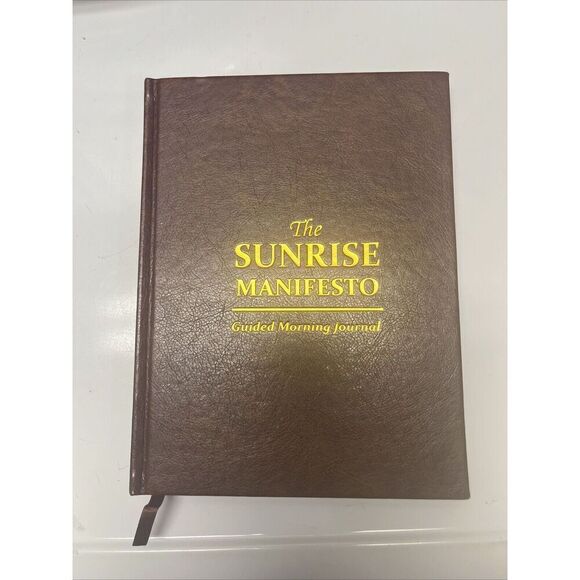 The
SUNRISE
MANIFESTO
Guided Morning Journal